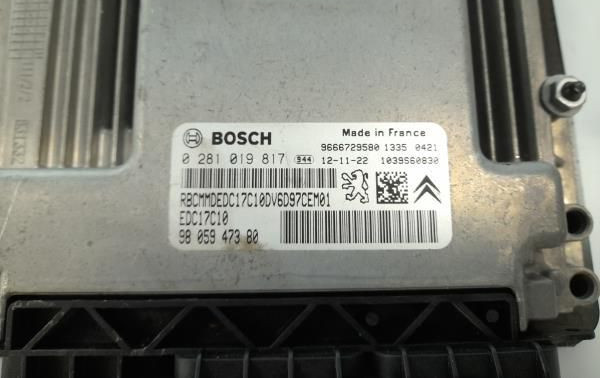 BOSCH
Made in France
0 281 019 817
944
12-11-22
9666729580 1335 0421
1039S60830
RBCMMDEDC17C10DV6D97CEM01
EDC17C10
98 059 473 80